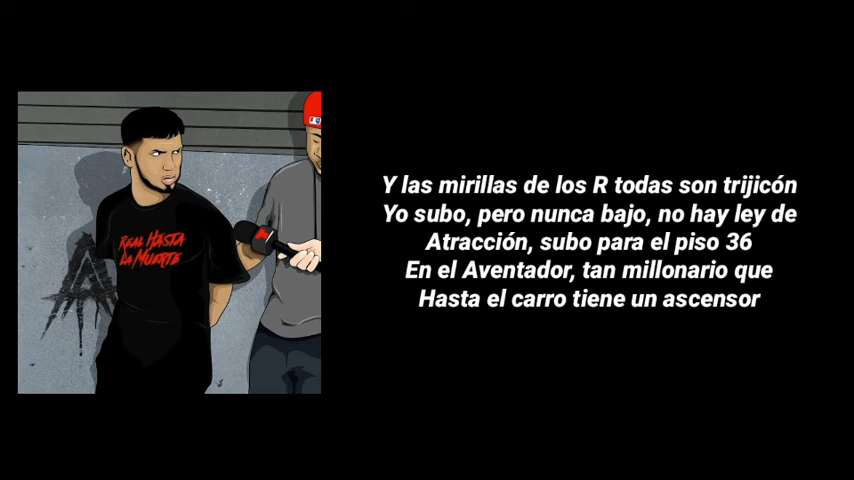 REAL HASTA
LA MUERTE
Y las mirillas de los R todas son trijicón
Yo subo, pero nunca bajo, no hay ley de
Atracción, subo para el piso 36
En el Aventador, tan millonario que
Hasta el carro tiene un ascensor